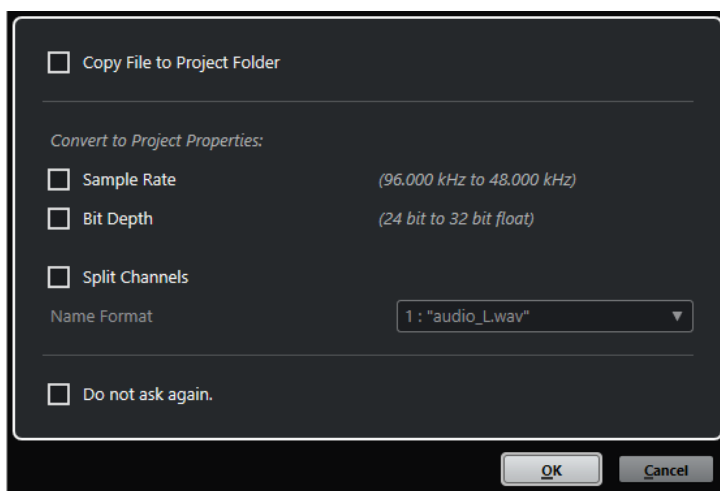 Copy File to Project Folder
Convert to Project Properties:
Sample Rate (96.000 kHz to 48.000 kHz)
Bit Depth (24 bit to 32 bit float)
Split Channels
Name Format 1 : "audio_L.wav"
Do not ask again.
OK Cancel